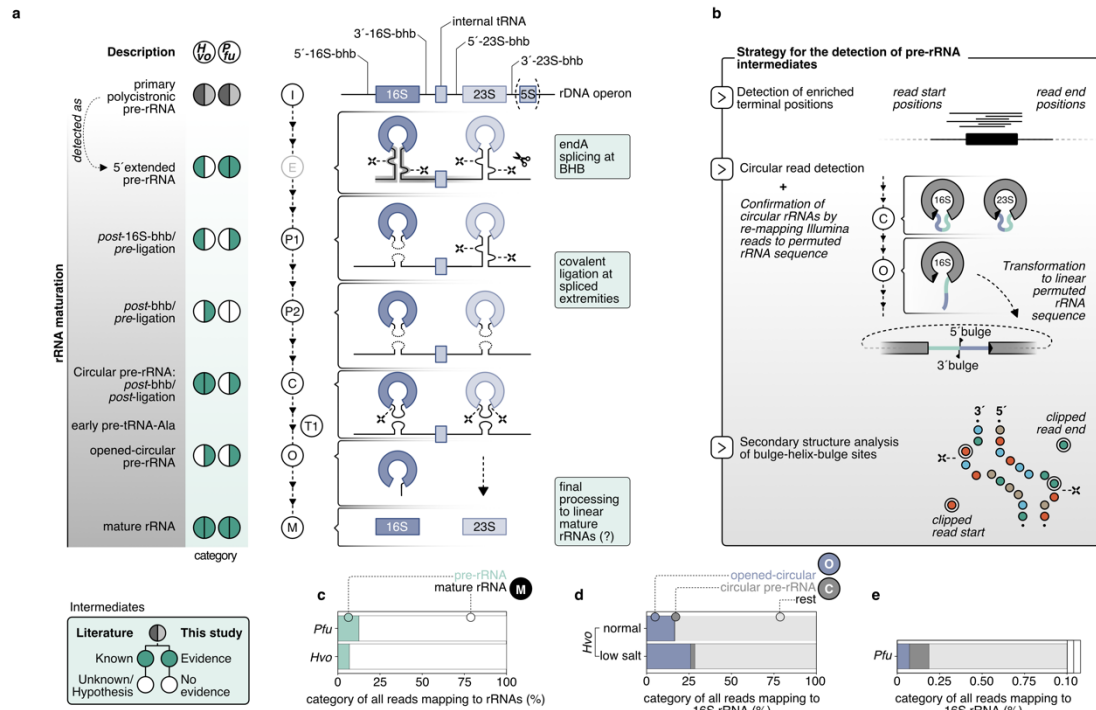 a
Description
Hvo
Pfu
primary
polycistronic
pre-rRNA
detected as
5´extended
pre-rRNA
post-16S-bhb/
pre-ligation
post-bhb/
pre-ligation
Circular pre-rRNA:
post-bhb/
post-ligation
early pre-tRNA-Ala
opened-circular
pre-rRNA
mature rRNA
category
rRNA maturation
I
E
P1
P2
C
T1
O
M
internal tRNA
3´-16S-bhb
5´-23S-bhb
5´-16S-bhb
3´-23S-bhb
16S
23S
5S
rDNA operon
endA
splicing at
BHB
covalent
ligation at
spliced
extremities
final
processing
to linear
mature
rRNAs (?)
16S
23S
Intermediates
Literature
This study
Known
Evidence
Unknown/
Hypothesis
No
evidence
b
Strategy for the detection of pre-rRNA
intermediates
Detection of enriched
terminal positions
read start
positions
read end
positions
Circular read detection
+
Confirmation of
circular rRNAs by
re-mapping Illumina
reads to permuted
rRNA sequence
C
16S
23S
O
16S
Transformation
to linear
permuted
rRNA
sequence
5´bulge
3´bulge
Secondary structure analysis
of bulge-helix-bulge sites
3´
5´
clipped
read end
clipped
read start
c
pre-rRNA
mature rRNA
M
Pfu
Hvo
0
25
50
75
100
category of all reads mapping to rRNAs (%)
d
opened-circular
O
circular pre-rRNA
C
rest
Hvo
normal
low salt
0
25
50
75
100
category of all reads mapping to
16S rRNA (%)
e
Pfu
0
0.25
0.50
0.75
0.10
category of all reads mapping to
16S rRNA (%)